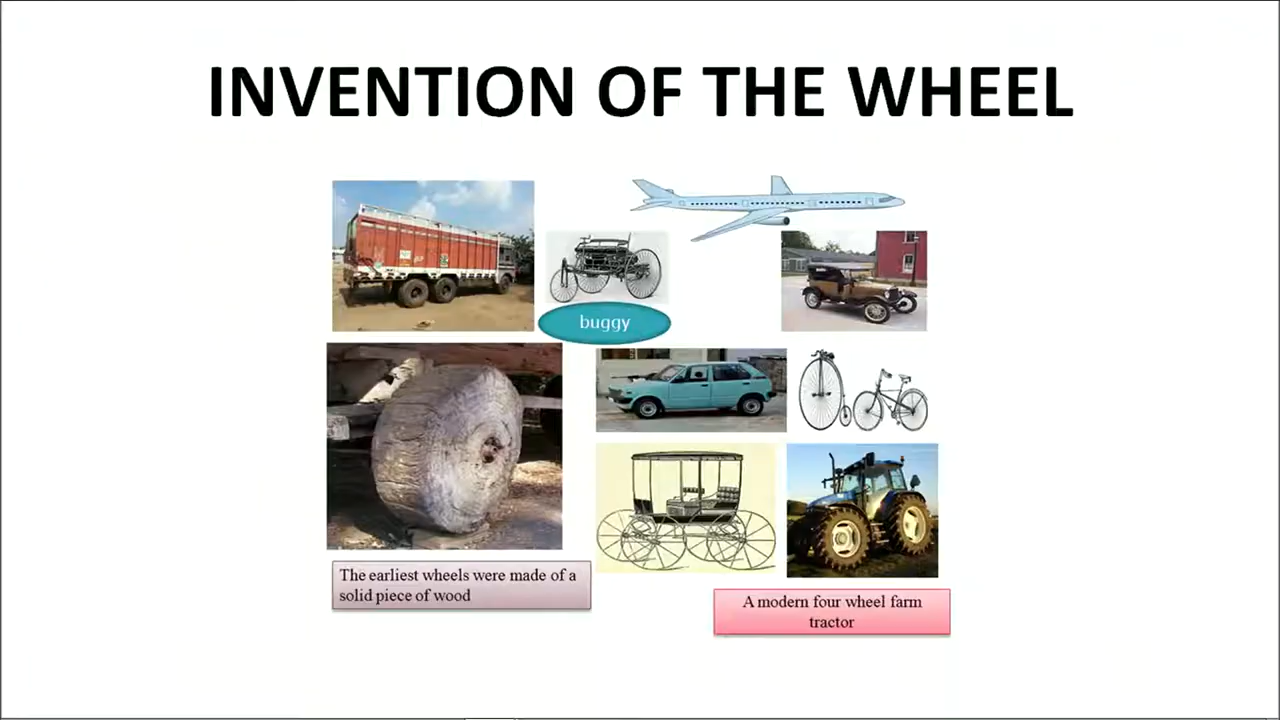 INVENTION OF THE WHEEL
buggy
The earliest wheels were made of a
solid piece of wood
A modern four wheel farm
tractor